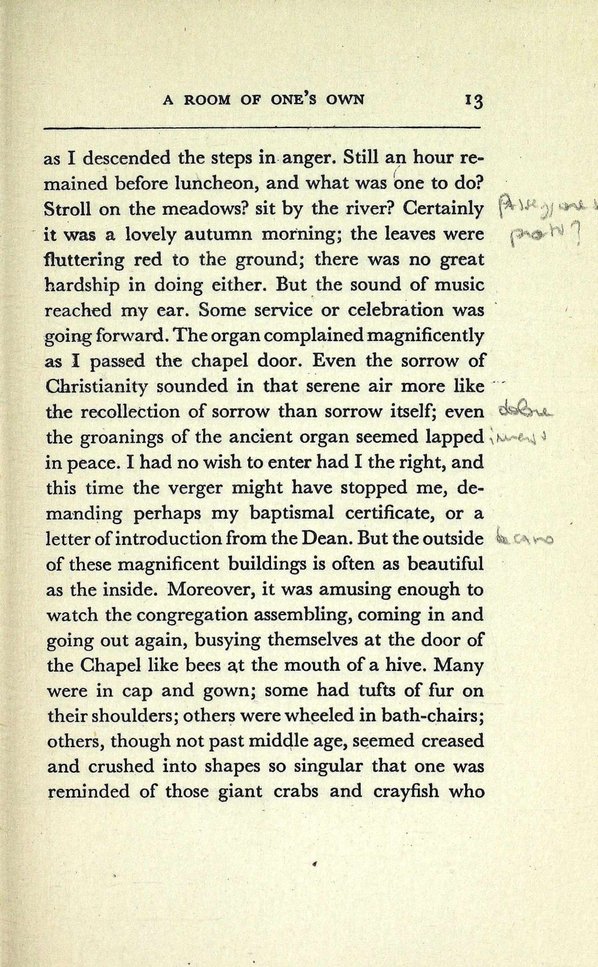 A ROOM OF ONE'S OWN 13
as I descended the steps in anger. Still an hour re-
mained before luncheon, and what was one to do?
Stroll on the meadows? sit by the river? Certainly
it was a lovely autumn morning; the leaves were
fluttering red to the ground; there was no great
hardship in doing either. But the sound of music
reached my ear. Some service or celebration was
going forward. The organ complained magnificently
as I passed the chapel door. Even the sorrow of
Christianity sounded in that serene air more like
the recollection of sorrow than sorrow itself; even
the groanings of the ancient organ seemed lapped
in peace. I had no wish to enter had I the right, and
this time the verger might have stopped me, de-
manding perhaps my baptismal certificate, or a
letter of introduction from the Dean. But the outside
of these magnificent buildings is often as beautiful
as the inside. Moreover, it was amusing enough to
watch the congregation assembling, coming in and
going out again, busying themselves at the door of
the Chapel like bees at the mouth of a hive. Many
were in cap and gown; some had tufts of fur on
their shoulders; others were wheeled in bath-chairs;
others, though not past middle age, seemed creased
and crushed into shapes so singular that one was
reminded of those giant crabs and crayfish who